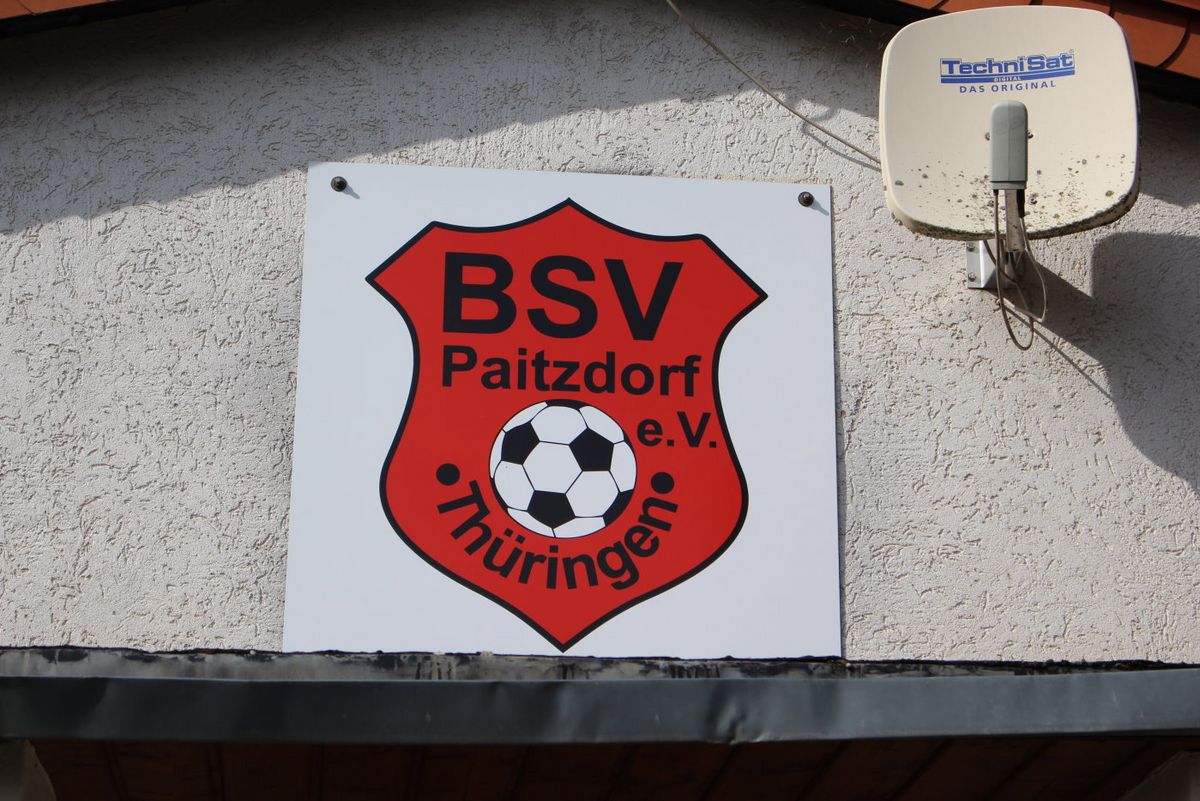 TechniSat
DIGITAL
DAS ORIGINAL
BSV
Paitzdorf
e.V.
•Thüringen•